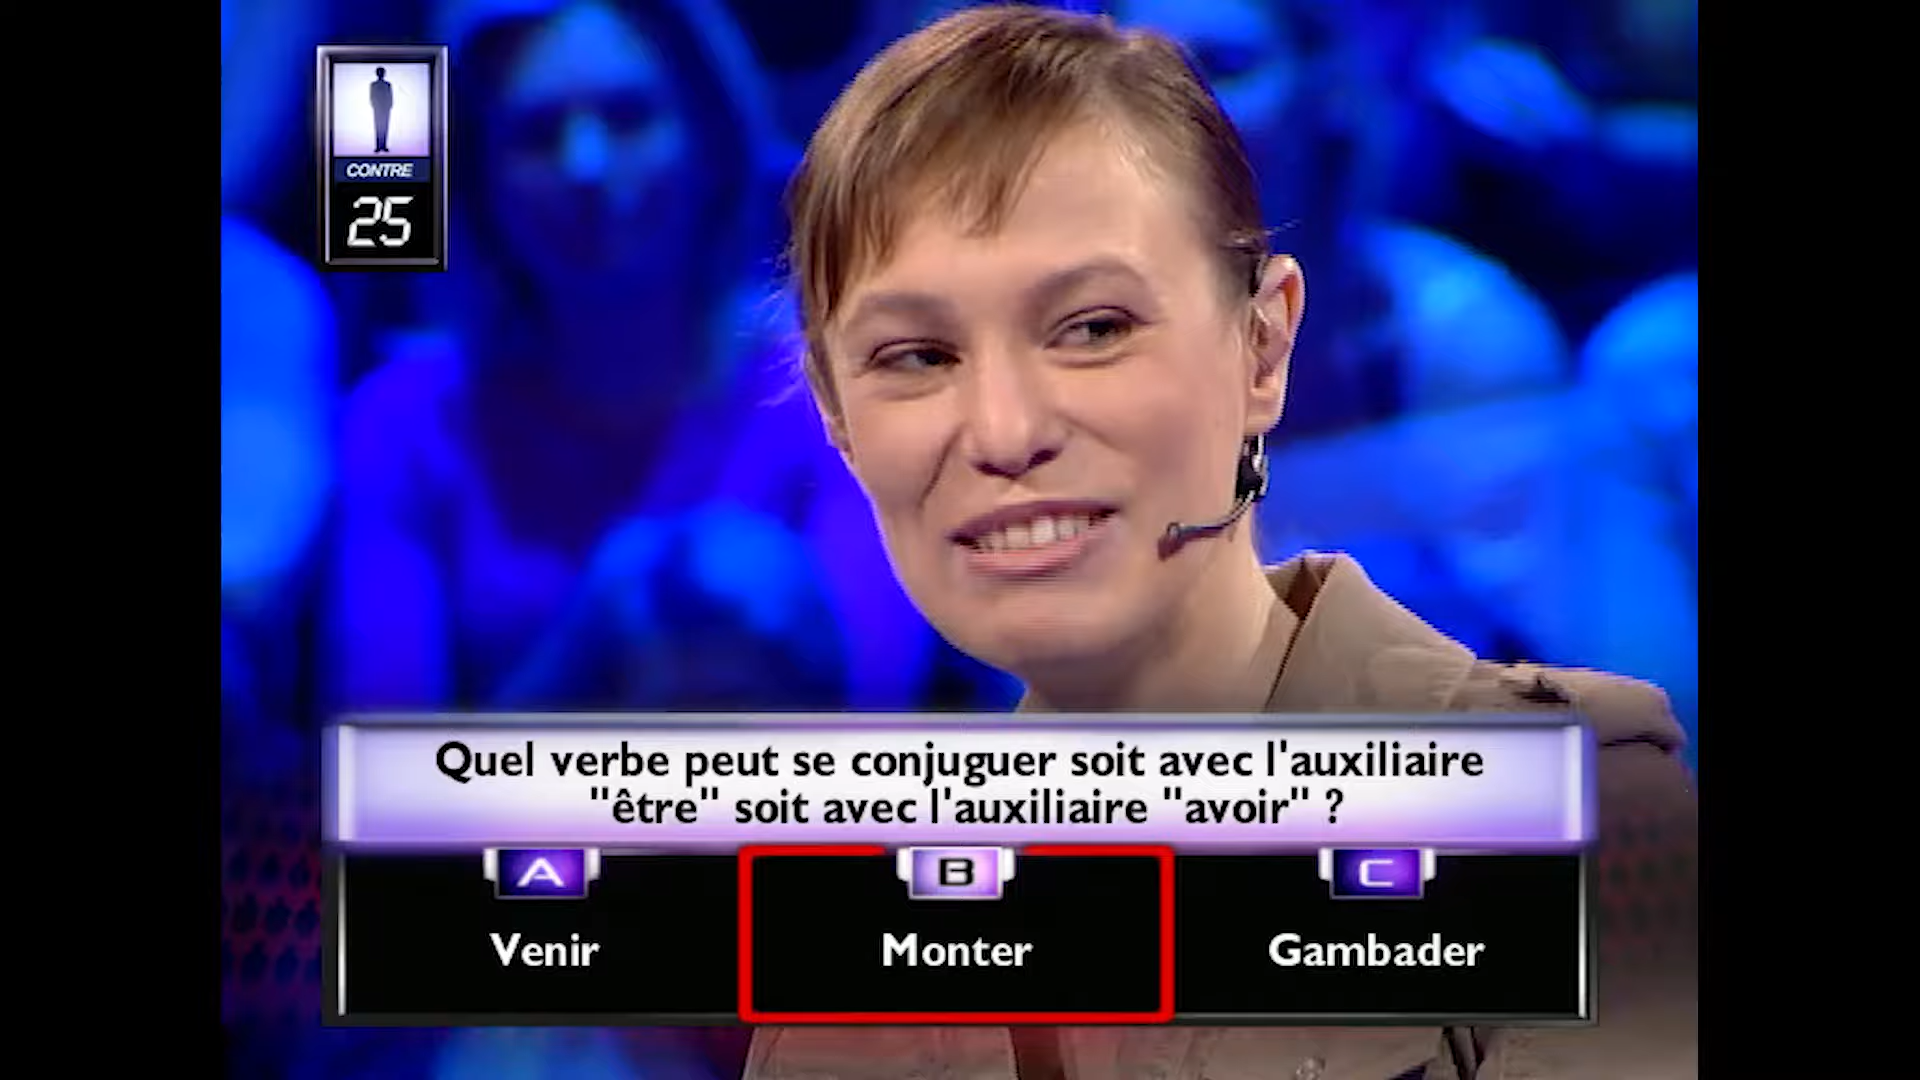 CONTRE
25
Quel verbe peut se conjuguer soit avec l'auxiliaire
"être" soit avec l'auxiliaire "avoir" ?
A
B
C
Venir
Monter
Gambader